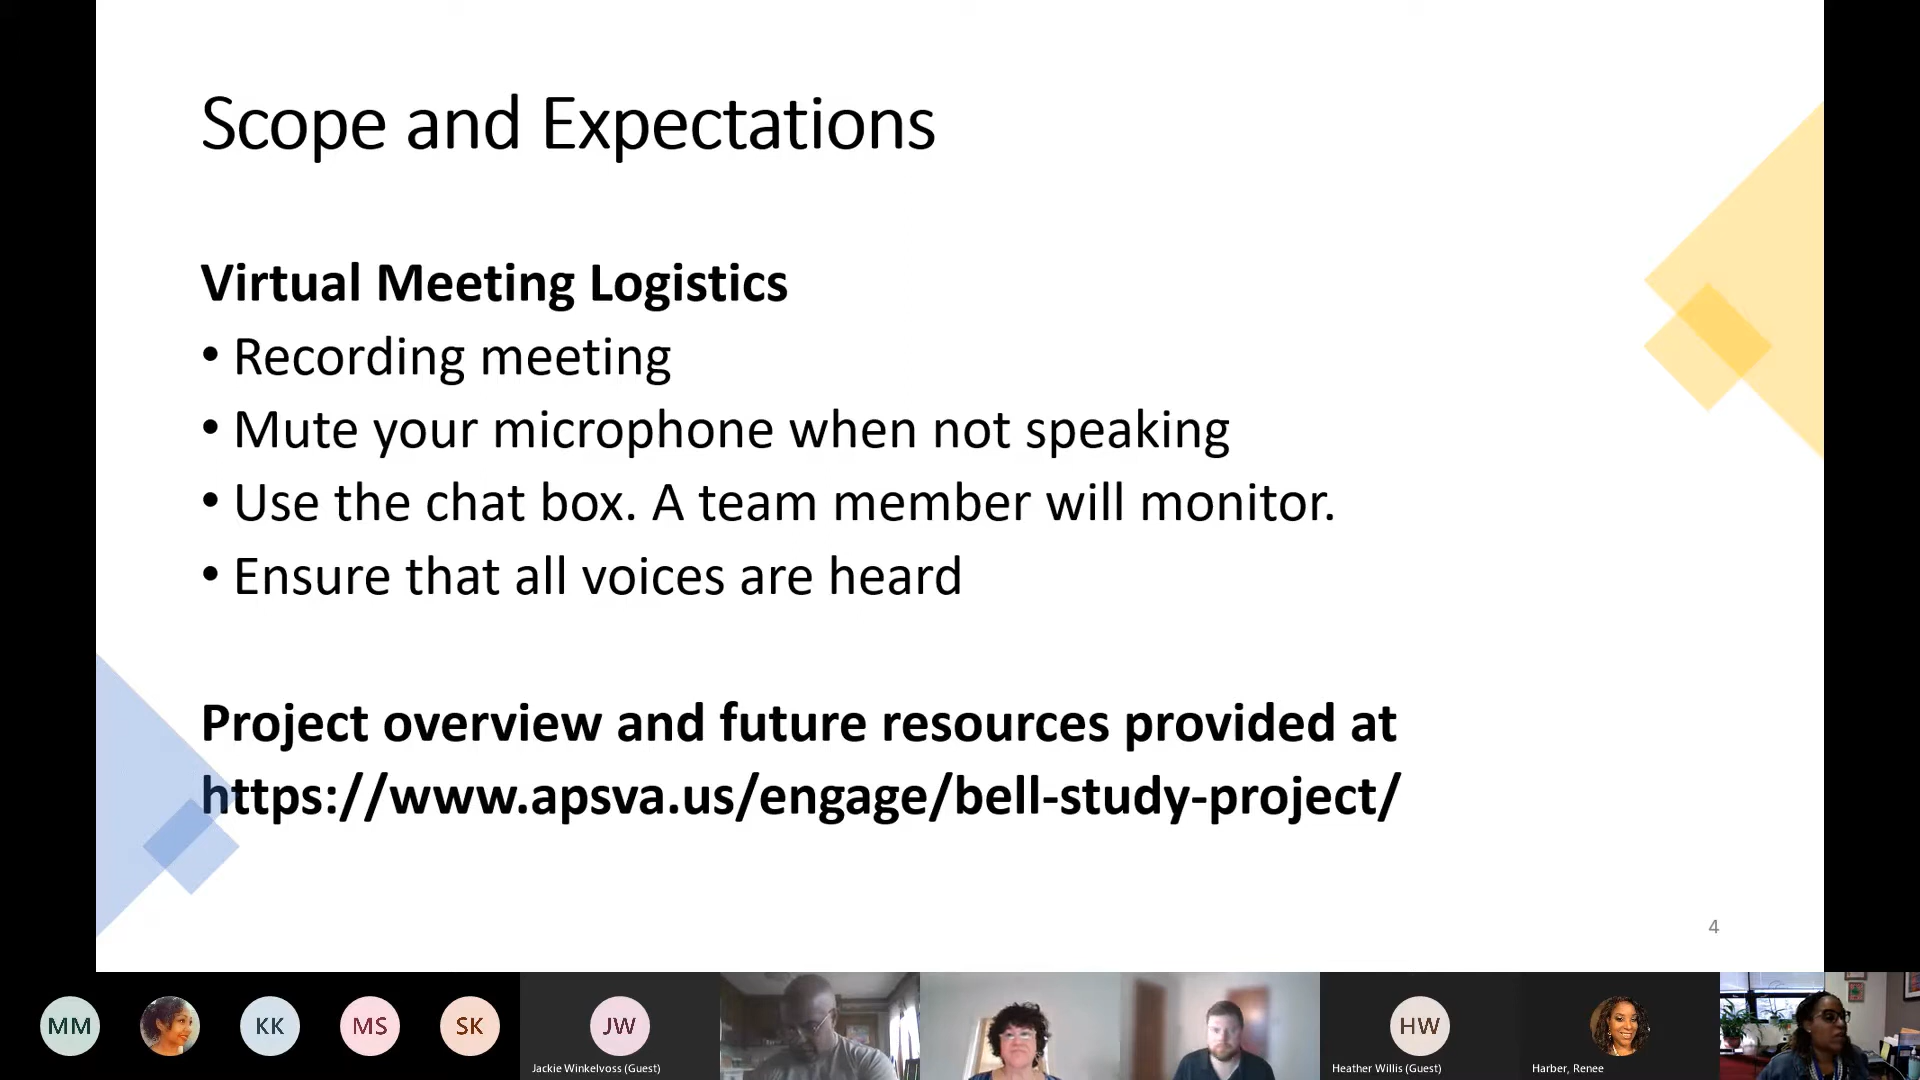 Scope and Expectations
Virtual Meeting Logistics
• Recording meeting
• Mute your microphone when not speaking
• Use the chat box. A team member will monitor.
• Ensure that all voices are heard
Project overview and future resources provided at
https://www.apsva.us/engage/bell-study-project/
4
MM
KK
MS
SK
JW
HW
Jackie Winkelvoss (Guest)
Heather Willis (Guest)
Harber, Renee